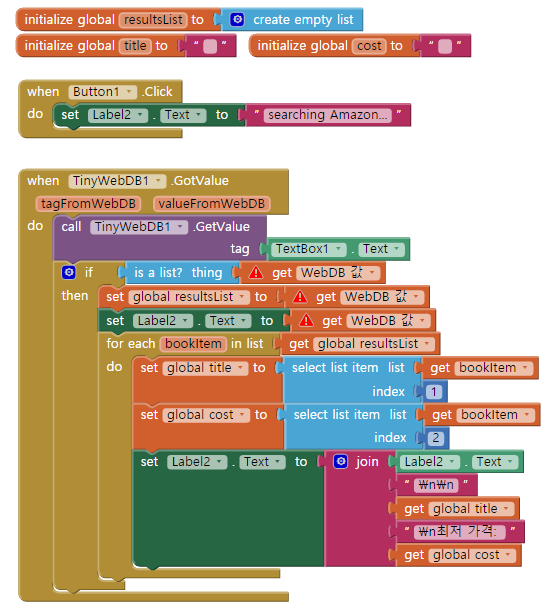 initialize global resultsList to create empty list
initialize global title to " "
initialize global cost to " "
when Button1 .Click
do set Label2 . Text to " searching Amazon... "
when TinyWebDB1 .GotValue
tagFromWebDB valueFromWebDB
do call TinyWebDB1 .GetValue
tag TextBox1 . Text
if is a list? thing get WebDB 값
then set global resultsList to get WebDB 값
set Label2 . Text to get WebDB 값
for each bookItem in list get global resultsList
do set global title to select list item list get bookItem
index 1
set global cost to select list item list get bookItem
index 2
set Label2 . Text to join Label2 . Text
" ₩n₩n "
get global title
" ₩n최저 가격: "
get global cost